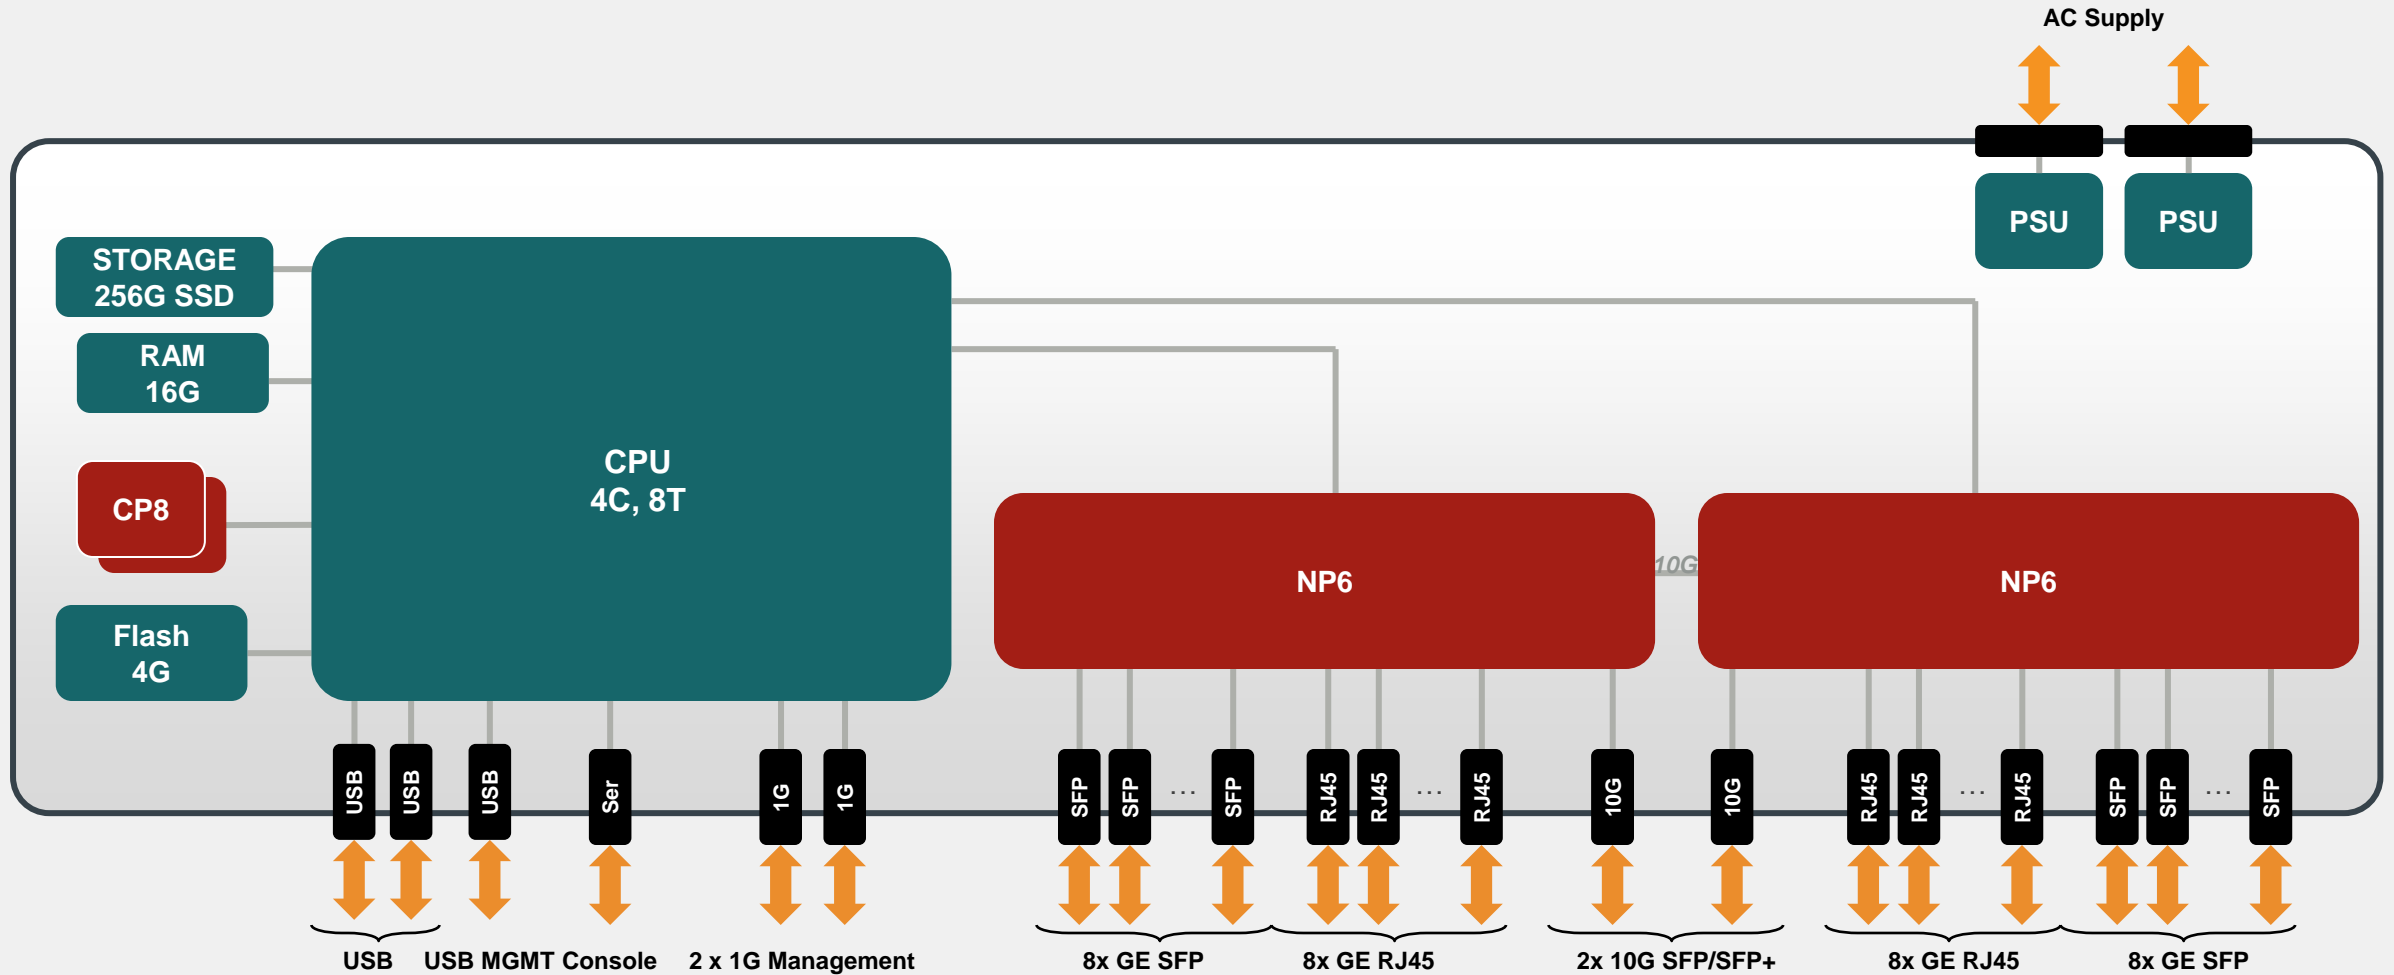 AC Supply
PSU
PSU
STORAGE
256G SSD
RAM
16G
CPU
4C, 8T
CP8
NP6
10G
NP6
Flash
4G
USB
USB
USB
Ser
1G
1G
SFP
SFP
...
SFP
RJ45
RJ45
...
RJ45
10G
10G
RJ45
RJ45
...
RJ45
SFP
SFP
...
SFP
USB
USB MGMT Console
2 x 1G Management
8x GE SFP
8x GE RJ45
2x 10G SFP/SFP+
8x GE RJ45
8x GE SFP